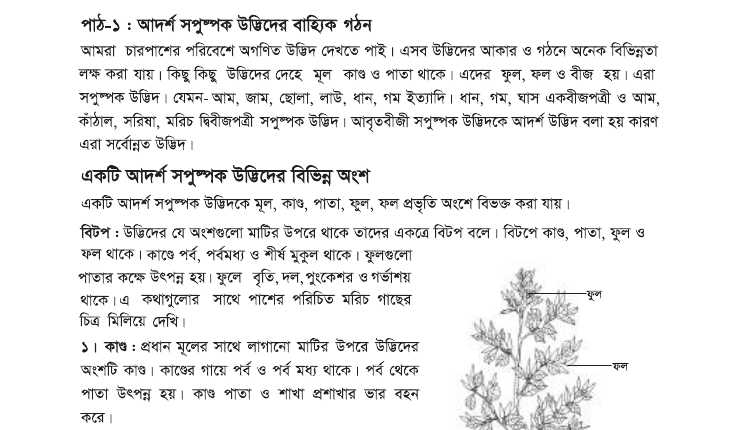 পাঠ-১ : আদর্শ সপুষ্পক উদ্ভিদের বাহ্যিক গঠন
আমরা চারপাশের পরিবেশে অগণিত উদ্ভিদ দেখতে পাই। এসব উদ্ভিদের আকার ও গঠনে অনেক বিভিন্নতা
লক্ষ করা যায়। কিছু কিছু উদ্ভিদের দেহে মূল কাণ্ড ও পাতা থাকে। এদের ফুল, ফল ও বীজ হয়। এরা
সপুষ্পক উদ্ভিদ। যেমন- আম, জাম, ছোলা, লাউ, ধান, গম ইত্যাদি। ধান, গম, ঘাস একবীজপত্রী ও আম,
কাঁঠাল, সরিষা, মরিচ দ্বিবীজপত্রী সপুষ্পক উদ্ভিদ। আবৃতবীজী সপুষ্পক উদ্ভিদকে আদর্শ উদ্ভিদ বলা হয় কারণ
এরা সর্বোন্নত উদ্ভিদ।
একটি আদর্শ সপুষ্পক উদ্ভিদের বিভিন্ন অংশ
একটি আদর্শ সপুষ্পক উদ্ভিদকে মূল, কাণ্ড, পাতা, ফুল, ফল প্রভৃতি অংশে বিভক্ত করা যায়।
বিটপ : উদ্ভিদের যে অংশগুলো মাটির উপরে থাকে তাদের একত্রে বিটপ বলে। বিটপে কাণ্ড, পাতা, ফুল ও
ফল থাকে। কাণ্ডে পর্ব, পর্বমধ্য ও শীর্ষ মুকুল থাকে। ফুলগুলো
পাতার কক্ষে উৎপন্ন হয়। ফুলে বৃতি, দল, পুংকেশর ও গর্ভাশয়
থাকে। এ কথাগুলোর সাথে পাশের পরিচিত মরিচ গাছের
চিত্র মিলিয়ে দেখি।
ফুল
১। কাণ্ড : প্রধান মূলের সাথে লাগানো মাটির উপরে উদ্ভিদের
অংশটি কাণ্ড। কাণ্ডের গায়ে পর্ব ও পর্ব মধ্য থাকে। পর্ব থেকে
ফল
পাতা উৎপন্ন হয়। কাণ্ড পাতা ও শাখা প্রশাখার ভার বহন
করে।